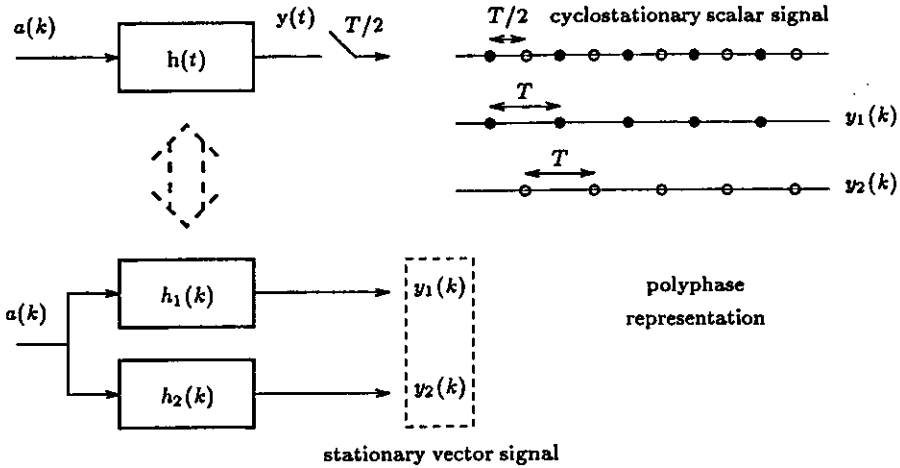 a(k)
h(t)
y(t)
T/2
T/2
cyclostationary scalar signal
T
y₁(k)
T
y₂(k)
a(k)
h₁(k)
y₁(k)
h₂(k)
y₂(k)
polyphase
representation
stationary vector signal